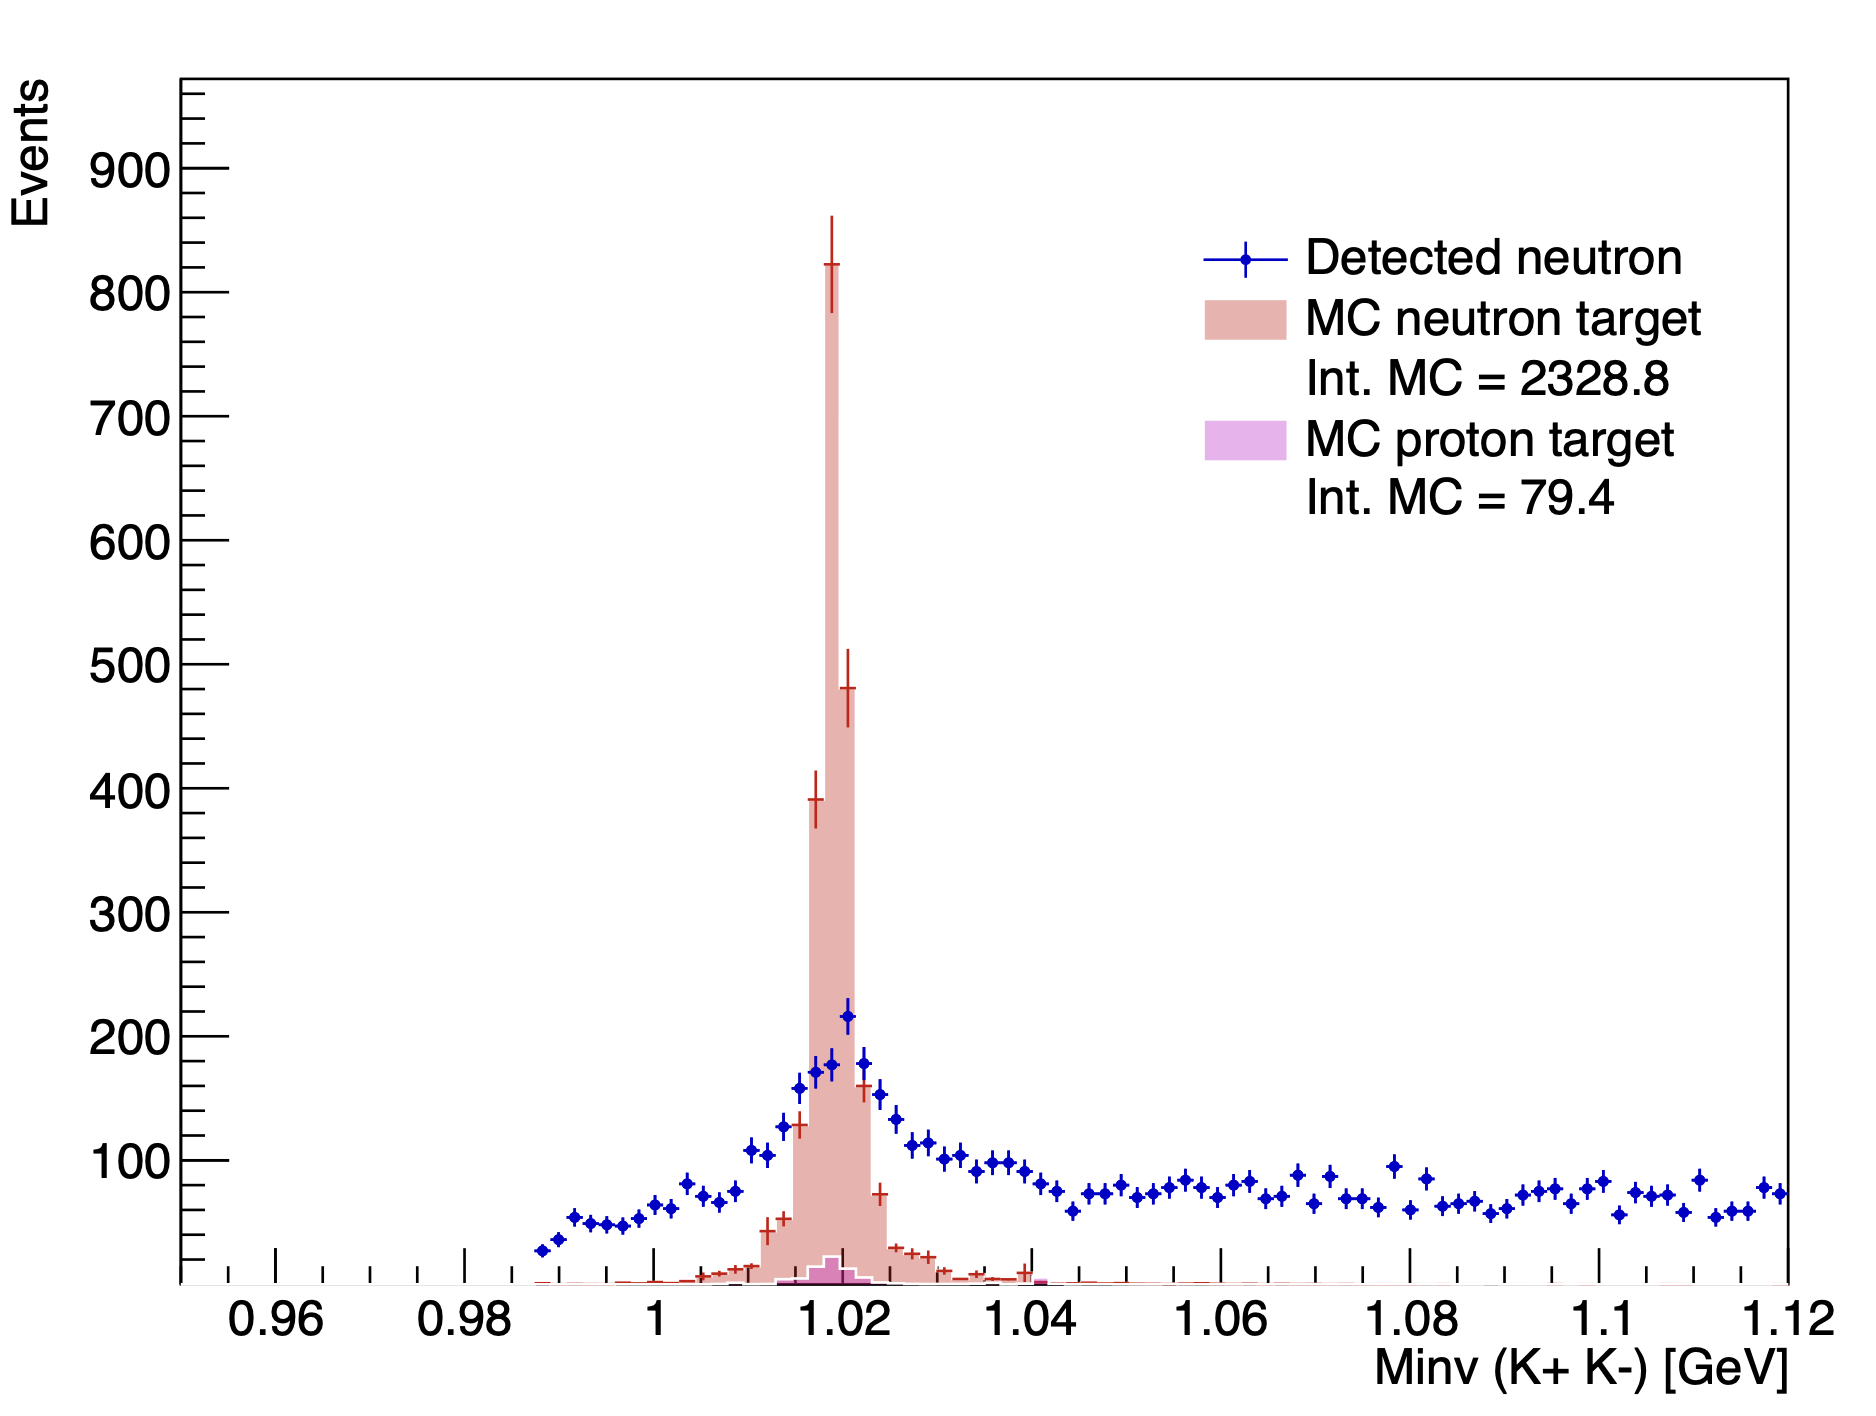 Events
900
800
700
600
500
400
300
200
100
Detected neutron
MC neutron target
Int. MC = 2328.8
MC proton target
Int. MC = 79.4
0.96 0.98 1 1.02 1.04 1.06 1.08 1.1 1.12
Minv (K+ K-) [GeV]